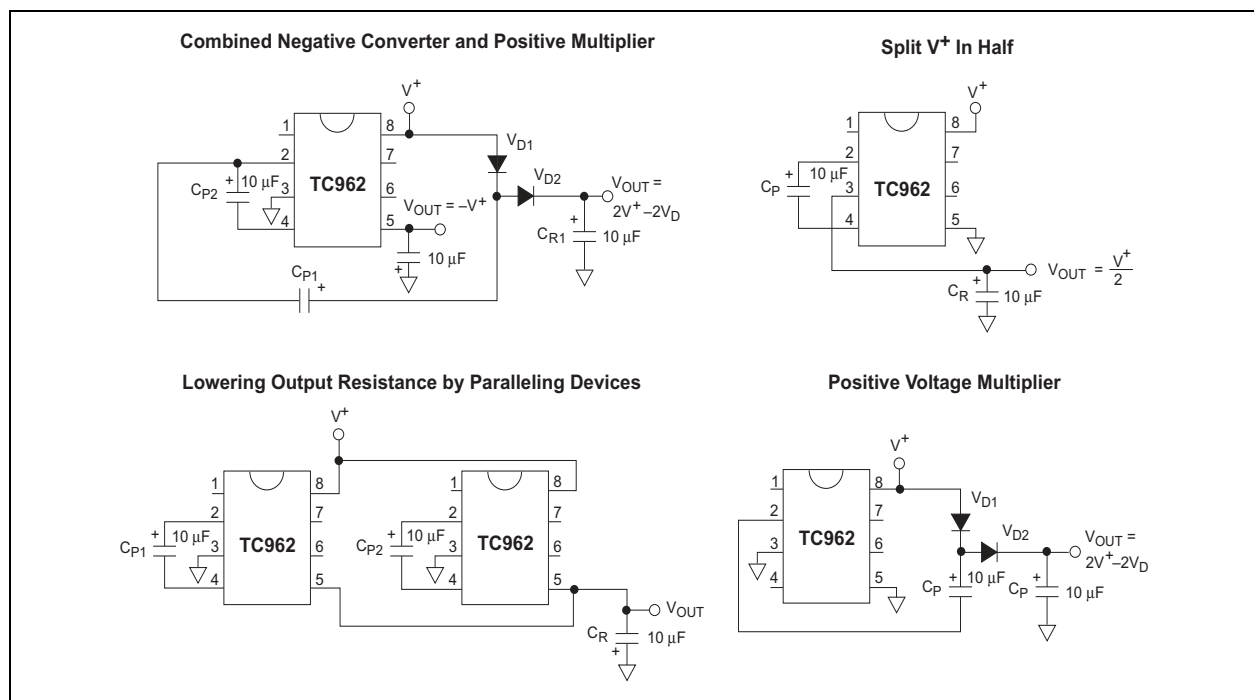 Combined Negative Converter and Positive Multiplier
V+
1
2
3
4
8
7
6
5
TC962
VD1
VD2
CP2
+
10 µF
VOUT = –V+
+
10 µF
CP1
+
VOUT =
2V+–2VD
+
CR1
10 µF
Split V+ In Half
V+
1
2
3
4
8
7
6
5
TC962
+
CP
10 µF
VOUT = V+
2
+
CR
10 µF
Lowering Output Resistance by Paralleling Devices
V+
1
2
3
4
8
7
6
5
TC962
+
CP1
10 µF
1
2
3
4
8
7
6
5
TC962
+
CP2
10 µF
VOUT
CR
+
10 µF
Positive Voltage Multiplier
V+
1
2
3
4
8
7
6
5
TC962
VD1
VD2
VOUT =
2V+–2VD
+
CP
10 µF
+
CP
10 µF